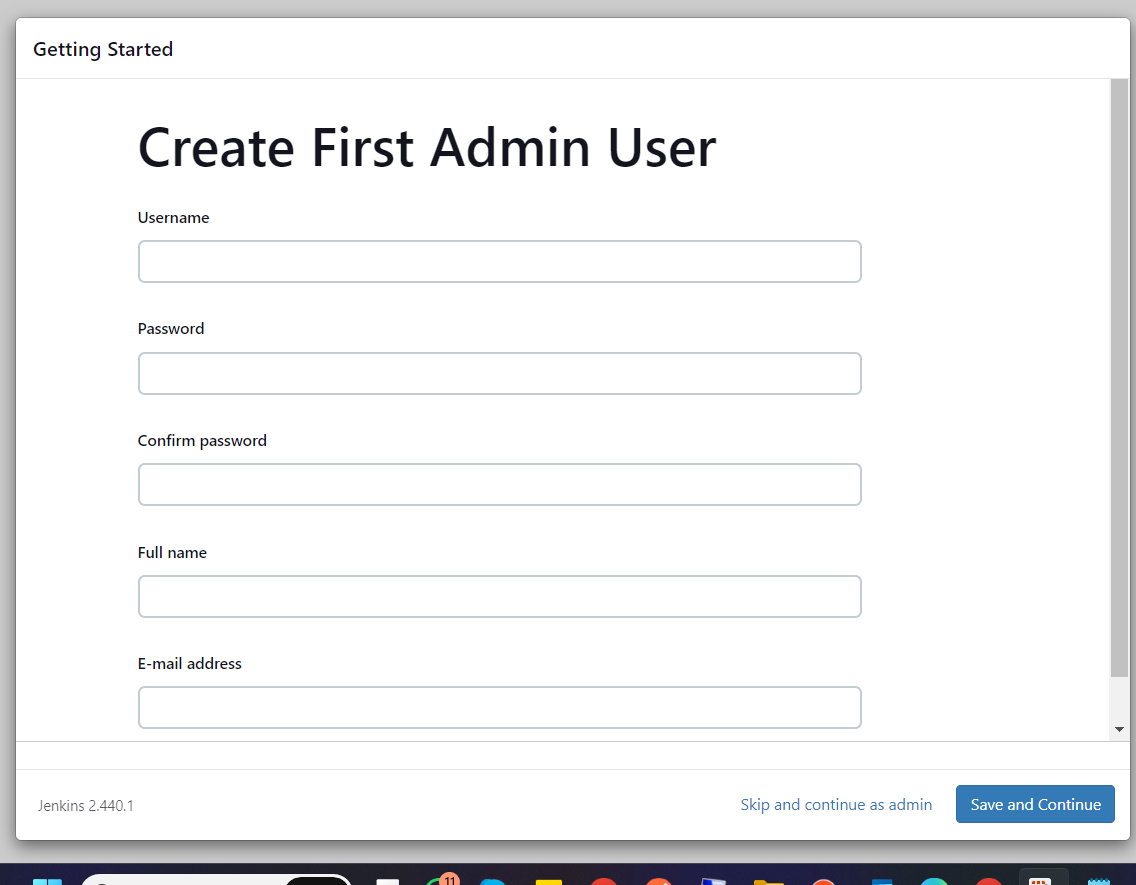 Getting Started
Create First Admin User
Username
Password
Confirm password
Full name
E-mail address
Jenkins 2.440.1
Skip and continue as admin
Save and Continue
11